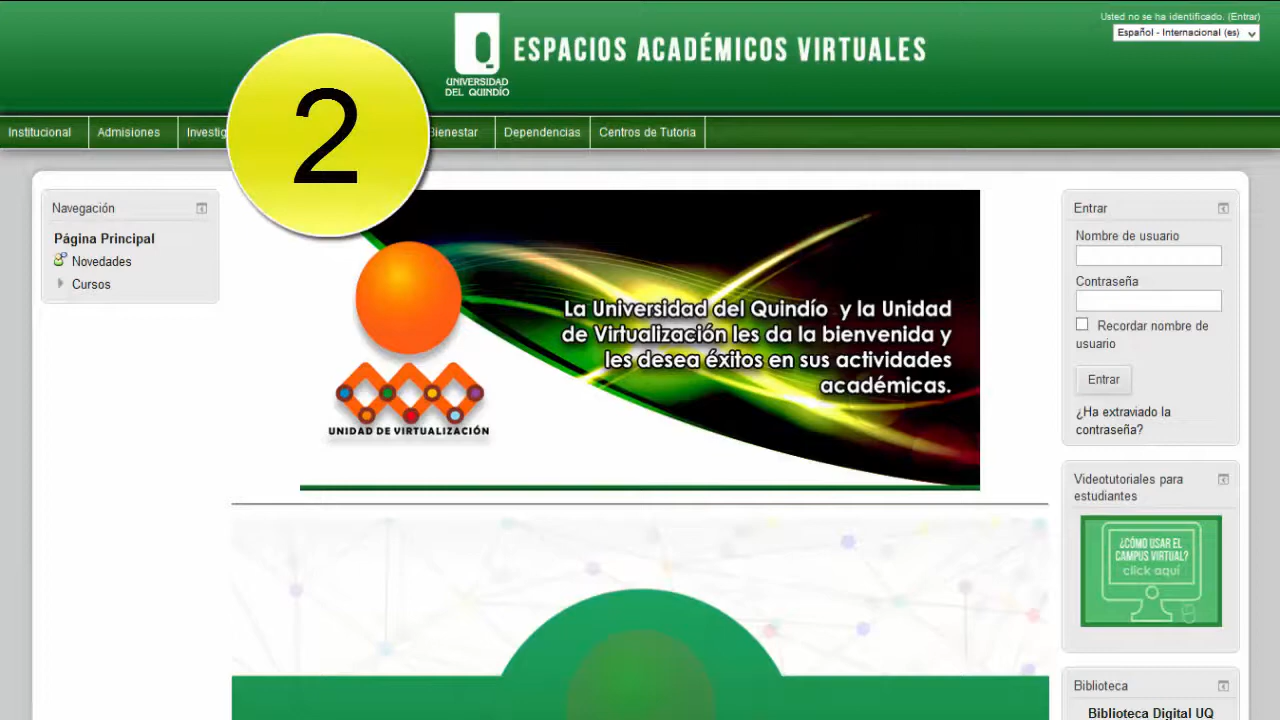 Usted no se ha identificado. (Entrar)
Español - Internacional (es)
Q
UNIVERSIDAD
DEL QUINDÍO
ESPACIOS ACADÉMICOS VIRTUALES
2
Institucional
Admisiones
Bienestar
Dependencias
Centros de Tutoria
Navegación
Página Principal
Novedades
Cursos
La Universidad del Quindío y la Unidad
de Virtualización les da la bienvenida y
les desea éxitos en sus actividades
académicas.
UNIDAD DE VIRTUALIZACIÓN
Entrar
Nombre de usuario
Contraseña
Recordar nombre de
usuario
Entrar
¿Ha extraviado la
contraseña?
Videotutoriales para
estudiantes
¿CÓMO USAR EL
CAMPUS VIRTUAL?
click aquí
Biblioteca
Biblioteca Digital UQ